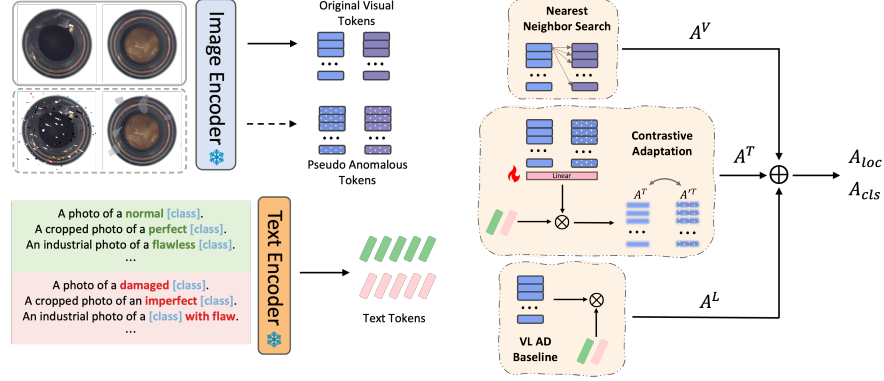 Image Encoder
Original Visual
Tokens
...
...
Pseudo Anomalous
Tokens
A photo of a normal [class].
A cropped photo of a perfect [class].
An industrial photo of a flawless [class].
...
A photo of a damaged [class].
A cropped photo of an imperfect [class].
An industrial photo of a [class] with flaw.
...
Text Encoder
Text Tokens
Nearest
Neighbor Search
...
A^V
Contrastive
Adaptation
...
Linear
A^T
A'^T
...
A^T
VL AD
Baseline
...
A^L
A_loc
A_cls